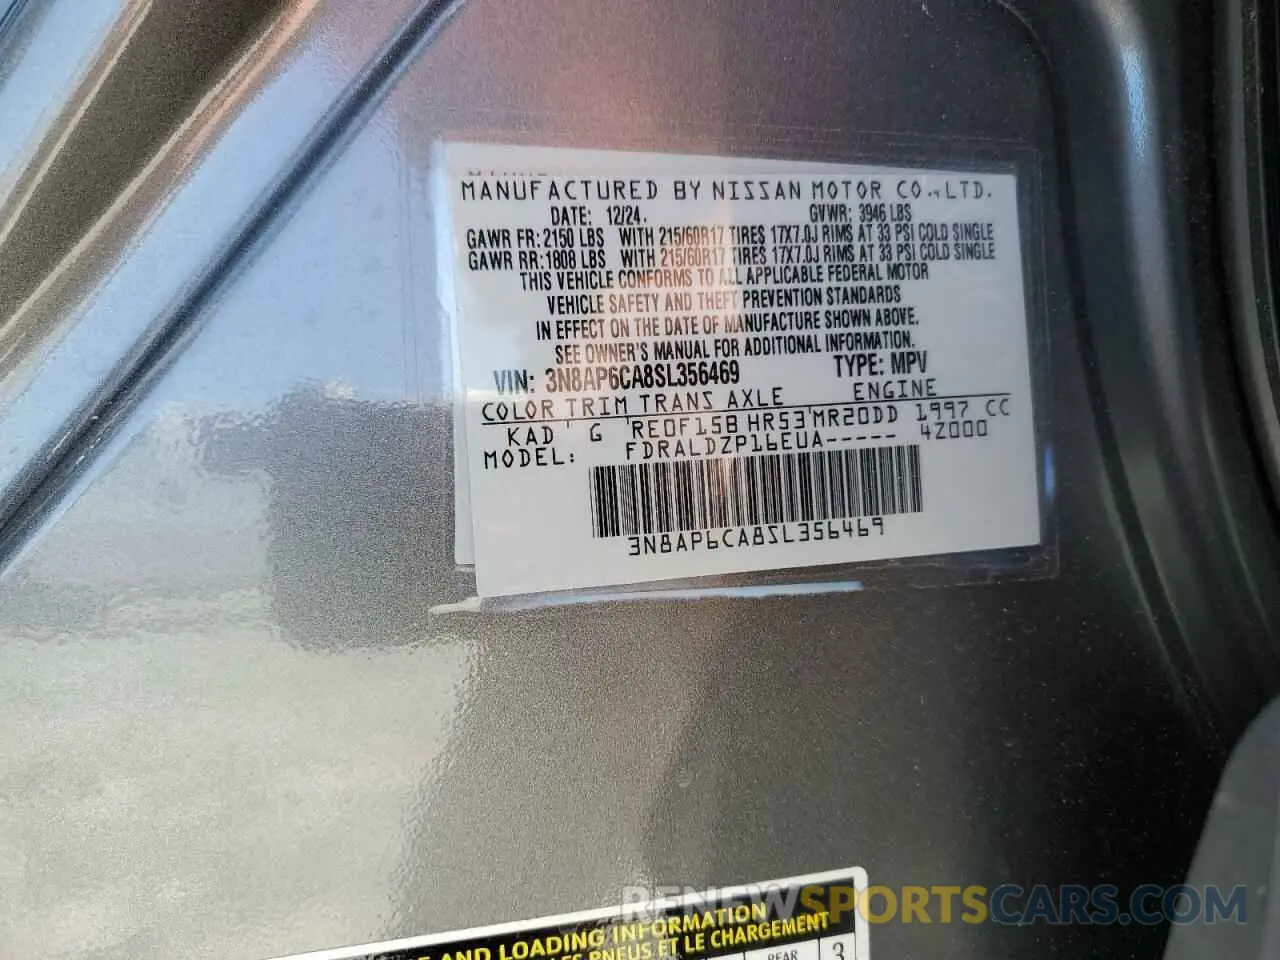 MANUFACTURED BY NISSAN MOTOR CO.,LTD.
DATE: 12/24. GVWR: 3946 LBS
GAWR FR: 2150 LBS WITH 215/60R17 TIRES 17X7.0J RIMS AT 33 PSI COLD SINGLE
GAWR RR: 1808 LBS WITH 215/60R17 TIRES 17X7.0J RIMS AT 33 PSI COLD SINGLE
THIS VEHICLE CONFORMS TO ALL APPLICABLE FEDERAL MOTOR
VEHICLE SAFETY AND THEFT PREVENTION STANDARDS
IN EFFECT ON THE DATE OF MANUFACTURE SHOWN ABOVE.
SEE OWNER'S MANUAL FOR ADDITIONAL INFORMATION.
VIN: 3N8AP6CA8SL356469 TYPE: MPV
COLOR TRIM TRANS AXLE ENGINE
KAD G RE0F15B HR53 MR20DD 1997 CC
MODEL: FDRALDZP16EUA----- 4Z000
3N8AP6CA8SL356469
AND LOADING INFORMATION
PNEUS ET LE CHARGEMENT
REAR 3
RENEWSPORTSCARS.COM